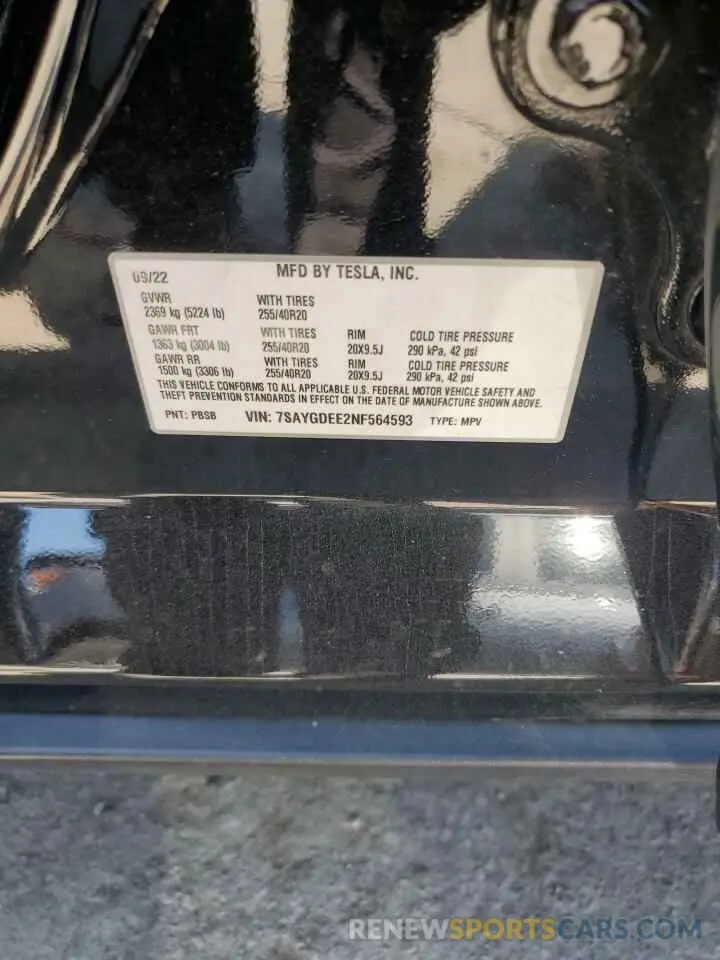 09/22 MFD BY TESLA, INC.
GVWR WITH TIRES
2369 kg (5224 lb) 255/40R20
GAWR FRT WITH TIRES RIM COLD TIRE PRESSURE
1363 kg (3004 lb) 255/40R20 20X9.5J 290 kPa, 42 psi
GAWR RR WITH TIRES RIM COLD TIRE PRESSURE
1500 kg (3306 lb) 255/40R20 20X9.5J 290 kPa, 42 psi
THIS VEHICLE CONFORMS TO ALL APPLICABLE U.S. FEDERAL MOTOR VEHICLE SAFETY AND
THEFT PREVENTION STANDARDS IN EFFECT ON THE DATE OF MANUFACTURE SHOWN ABOVE.
PNT: PBSB VIN: 7SAYGDEE2NF564593 TYPE: MPV
RENEWSPORTSCARS.COM